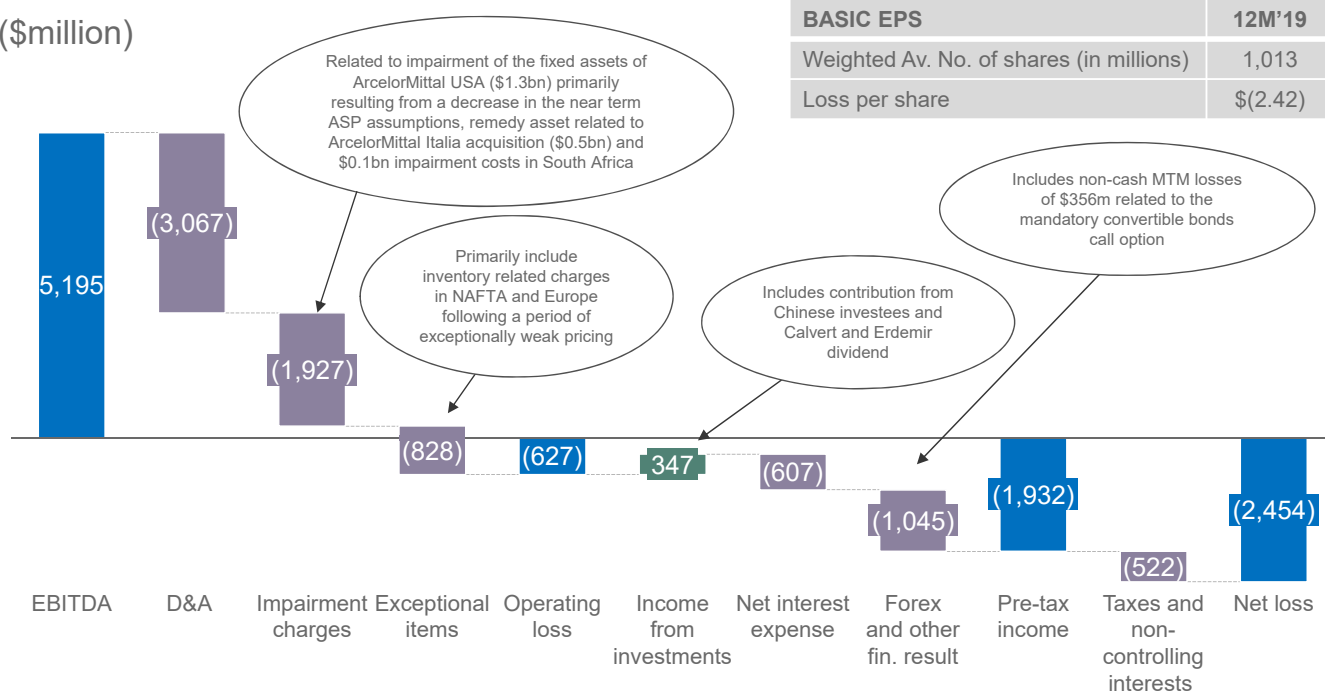 ($million)
BASIC EPS 12M’19
Weighted Av. No. of shares (in millions) 1,013
Loss per share $(2.42)
Related to impairment of the fixed assets of
ArcelorMittal USA ($1.3bn) primarily
resulting from a decrease in the near term
ASP assumptions, remedy asset related to
ArcelorMittal Italia acquisition ($0.5bn) and
$0.1bn impairment costs in South Africa
Includes non-cash MTM losses
of $356m related to the
mandatory convertible bonds
call option
Primarily include
inventory related charges
in NAFTA and Europe
following a period of
exceptionally weak pricing
Includes contribution from
Chinese investees and
Calvert and Erdemir
dividend
5,195
(3,067)
(1,927)
(828)
(627)
347
(607)
(1,045)
(1,932)
(522)
(2,454)
EBITDA
D&A
Impairment
charges
Exceptional
items
Operating
loss
Income
from
investments
Net interest
expense
Forex
and other
fin. result
Pre-tax
income
Taxes and
non-
controlling
interests
Net loss